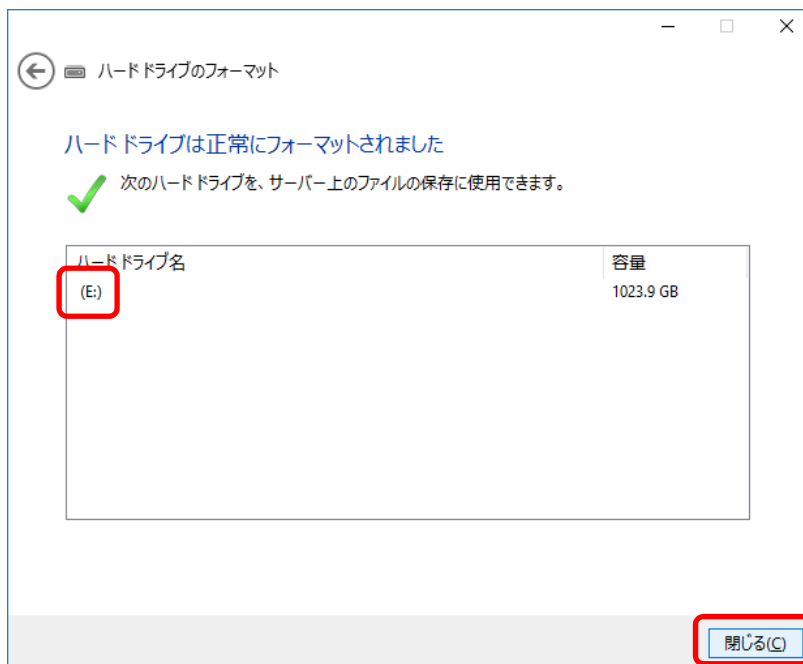 ハード ドライブのフォーマット
ハード ドライブは正常にフォーマットされました
次のハード ドライブを、サーバー上のファイルの保存に使用できます。
ハード ドライブ名 容量
(E:) 1023.9 GB
閉じる(C)